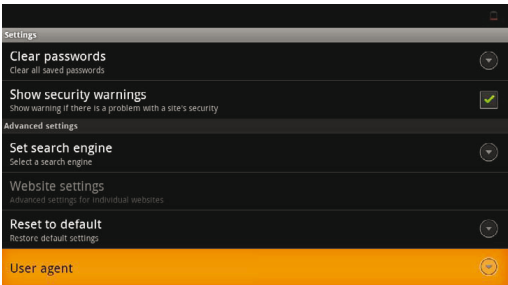 Settings
Clear passwords
Clear all saved passwords
Show security warnings
Show warning if there is a problem with a site's security
Advanced settings
Set search engine
Select a search engine
Website settings
Advanced settings for individual websites
Reset to default
Restore default settings
User agent